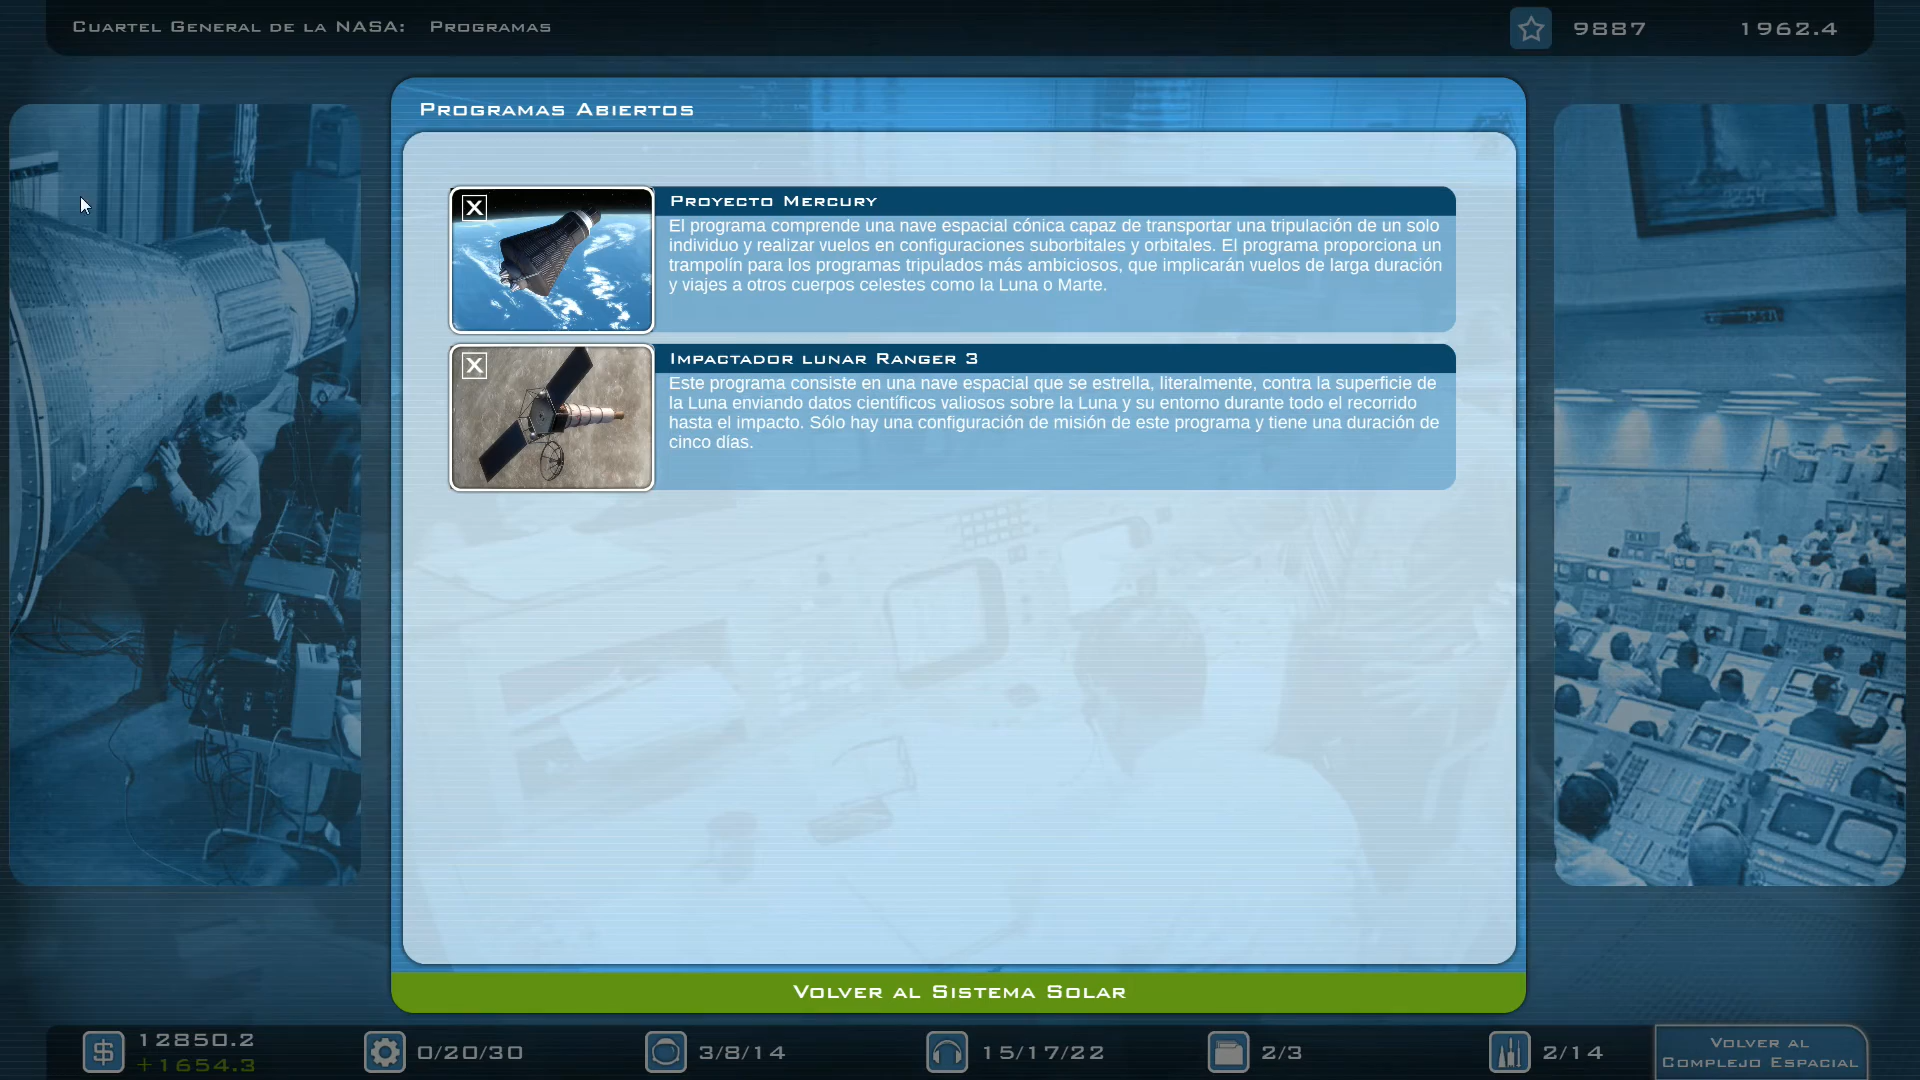 Cuartel General de la NASA: Programas
9887
1962.4
Programas Abiertos
Proyecto Mercury
El programa comprende una nave espacial cónica capaz de transportar una tripulación de un solo
individuo y realizar vuelos en configuraciones suborbitales y orbitales. El programa proporciona un
trampolín para los programas tripulados más ambiciosos, que implicarán vuelos de larga duración
y viajes a otros cuerpos celestes como la Luna o Marte.
Impactador lunar Ranger 3
Este programa consiste en una nave espacial que se estrella, literalmente, contra la superficie de
la Luna enviando datos científicos valiosos sobre la Luna y su entorno durante todo el recorrido
hasta el impacto. Sólo hay una configuración de misión de este programa y tiene una duración de
cinco días.
Volver al Sistema Solar
12850.2
+1654.3
0/20/30
3/8/14
15/17/22
2/3
2/14
Volver al
Complejo Espacial